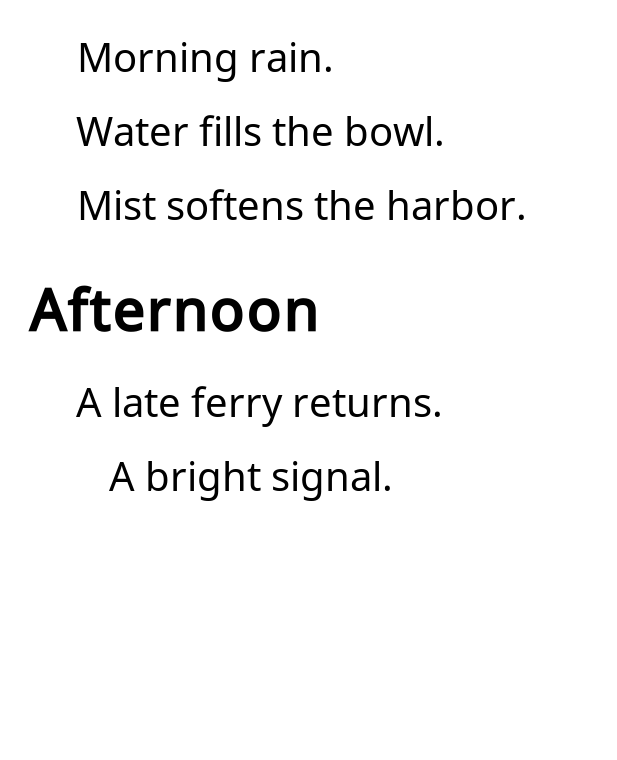 Morning rain.
Water fills the bowl.
Mist softens the harbor.
Afternoon
A late ferry returns.
A bright signal.